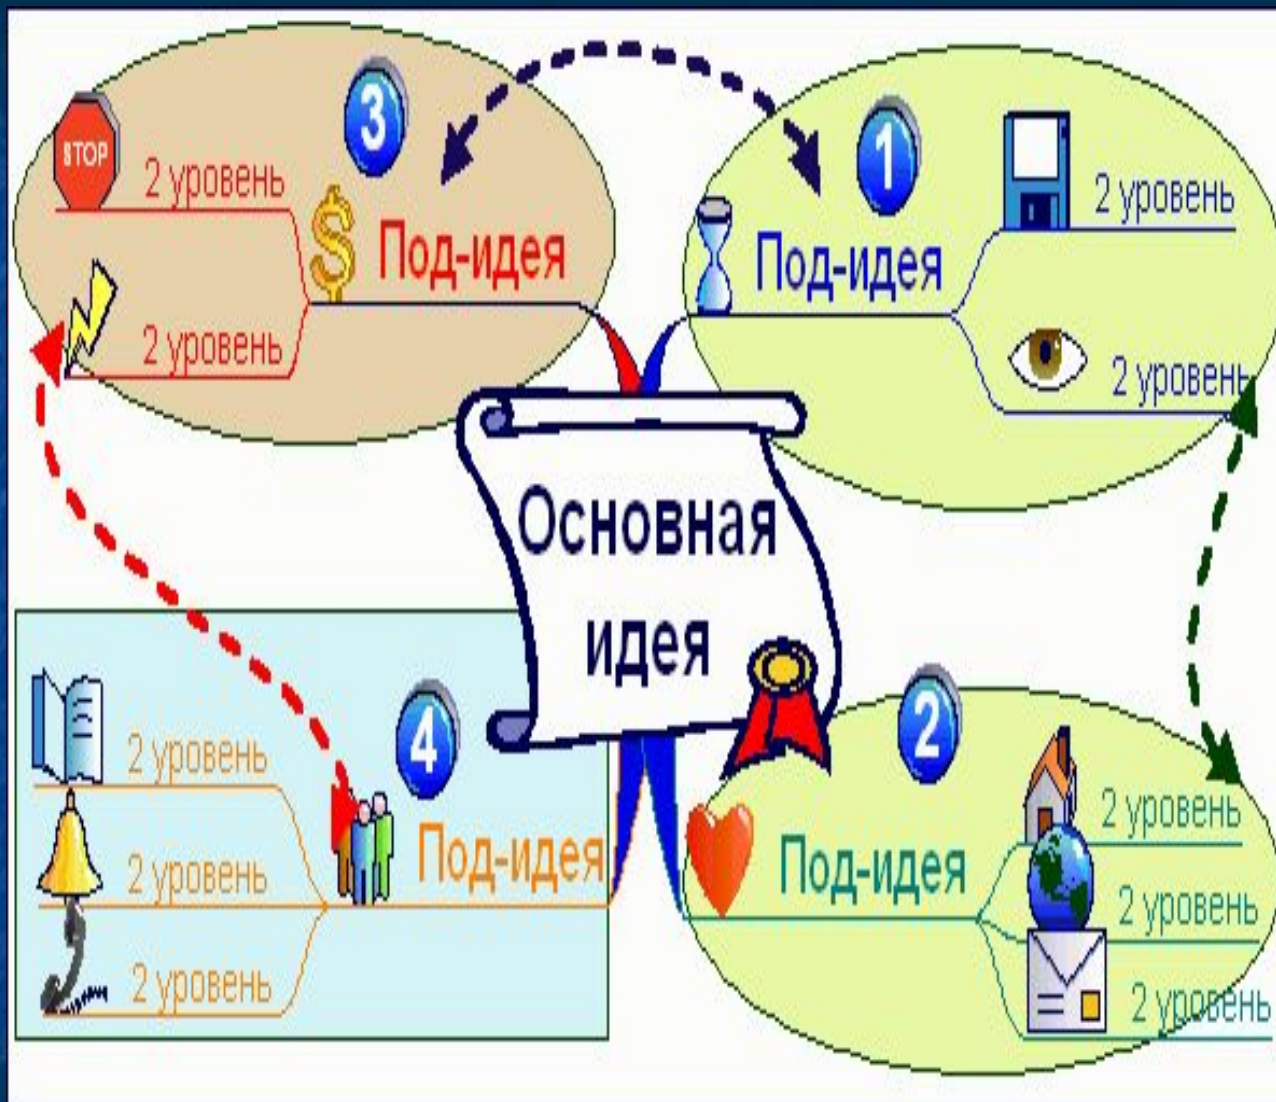 3
STOP
2 уровень
Под-идея
2 уровень
1
2 уровень
Под-идея
2 уровень
Основная
идея
4
2 уровень
Под-идея
2 уровень
2 уровень
2
2 уровень
Под-идея
2 уровень
2 уровень